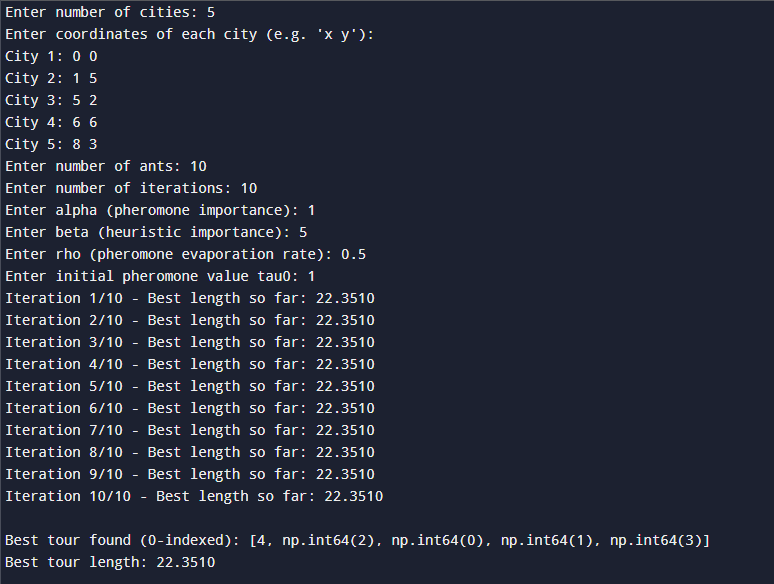 Enter number of cities: 5
Enter coordinates of each city (e.g. 'x y'):
City 1: 0 0
City 2: 1 5
City 3: 5 2
City 4: 6 6
City 5: 8 3
Enter number of ants: 10
Enter number of iterations: 10
Enter alpha (pheromone importance): 1
Enter beta (heuristic importance): 5
Enter rho (pheromone evaporation rate): 0.5
Enter initial pheromone value tau0: 1
Iteration 1/10 - Best length so far: 22.3510
Iteration 2/10 - Best length so far: 22.3510
Iteration 3/10 - Best length so far: 22.3510
Iteration 4/10 - Best length so far: 22.3510
Iteration 5/10 - Best length so far: 22.3510
Iteration 6/10 - Best length so far: 22.3510
Iteration 7/10 - Best length so far: 22.3510
Iteration 8/10 - Best length so far: 22.3510
Iteration 9/10 - Best length so far: 22.3510
Iteration 10/10 - Best length so far: 22.3510
Best tour found (0-indexed): [4, np.int64(2), np.int64(0), np.int64(1), np.int64(3)]
Best tour length: 22.3510